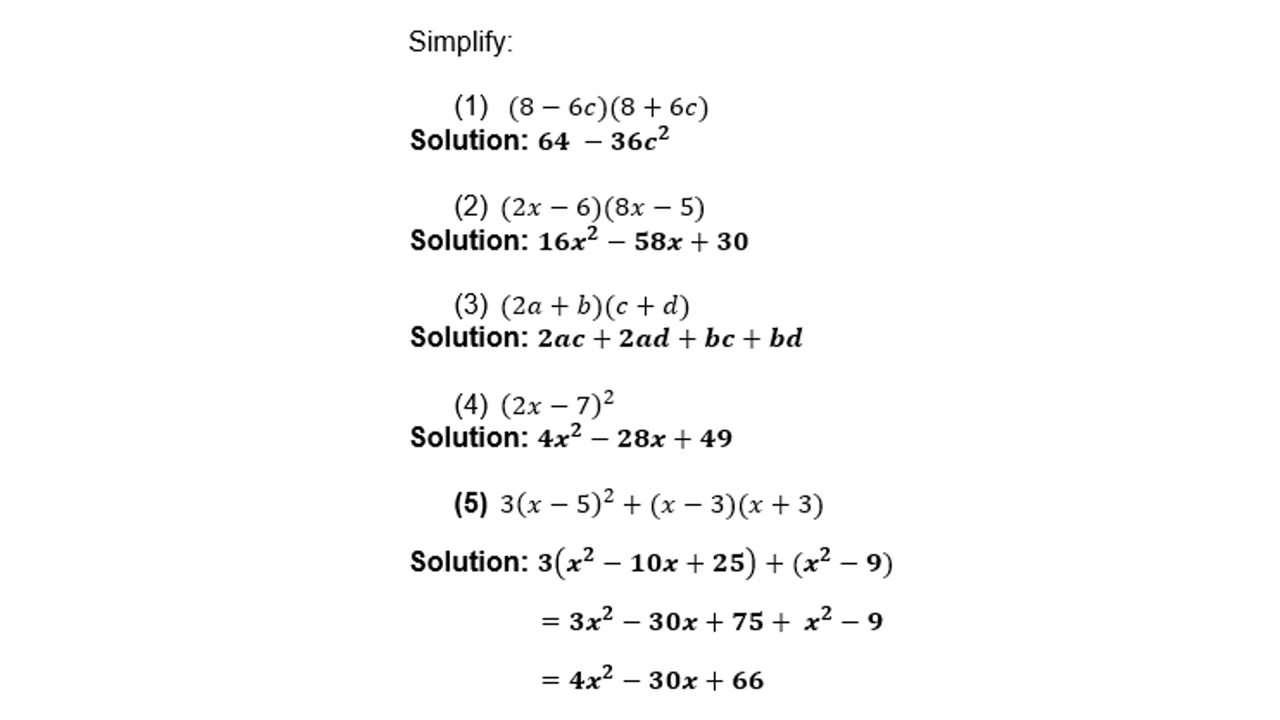 Simplify:
(1) (8 − 6c)(8 + 6c)
Solution: 64 − 36c²
(2) (2x − 6)(8x − 5)
Solution: 16x² − 58x + 30
(3) (2a + b)(c + d)
Solution: 2ac + 2ad + bc + bd
(4) (2x − 7)²
Solution: 4x² − 28x + 49
(5) 3(x − 5)² + (x − 3)(x + 3)
Solution: 3(x² − 10x + 25) + (x² − 9)
= 3x² − 30x + 75 + x² − 9
= 4x² − 30x + 66